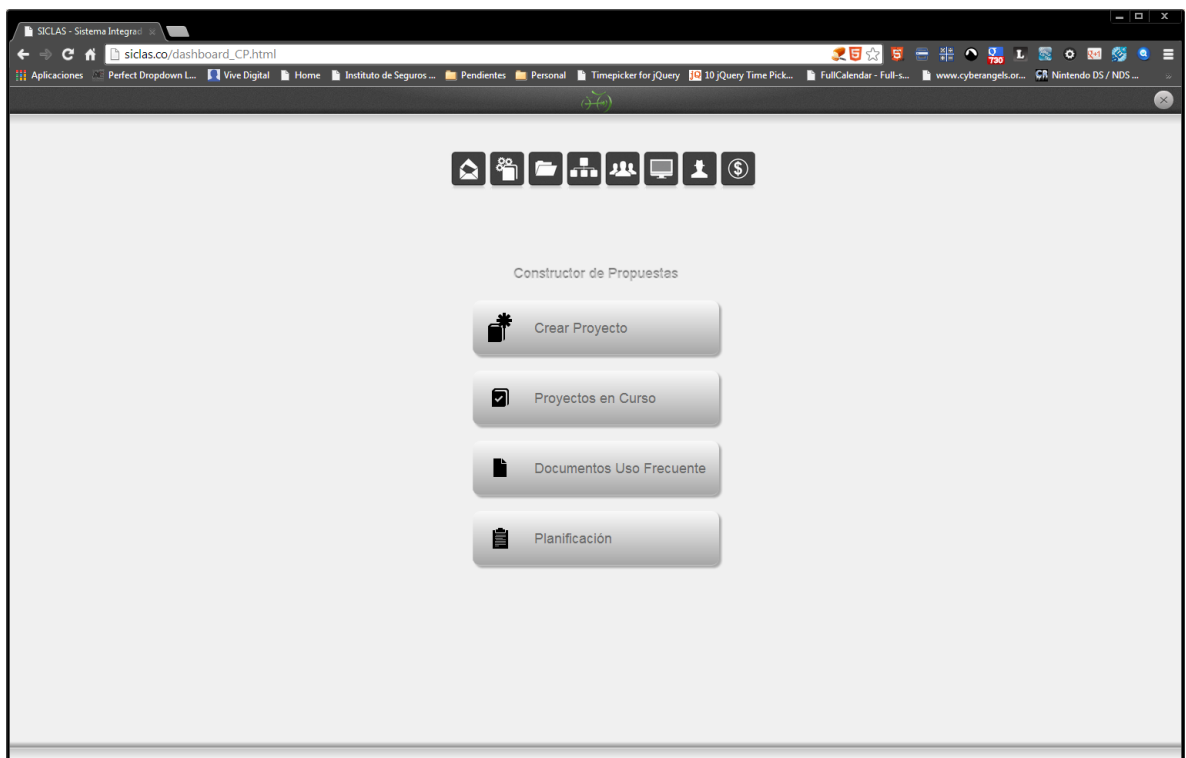 SICLAS - Sistema Integrad
siclas.co/dashboard_CP.html
730
Aplicaciones Perfect Dropdown L... Vive Digital Home Instituto de Seguros ... Pendientes Personal Timepicker for jQuery 10 jQuery Time Pick... FullCalendar - Full-s... www.cyberangels.or... Nintendo DS / NDS ...
Constructor de Propuestas
Crear Proyecto
Proyectos en Curso
Documentos Uso Frecuente
Planificación